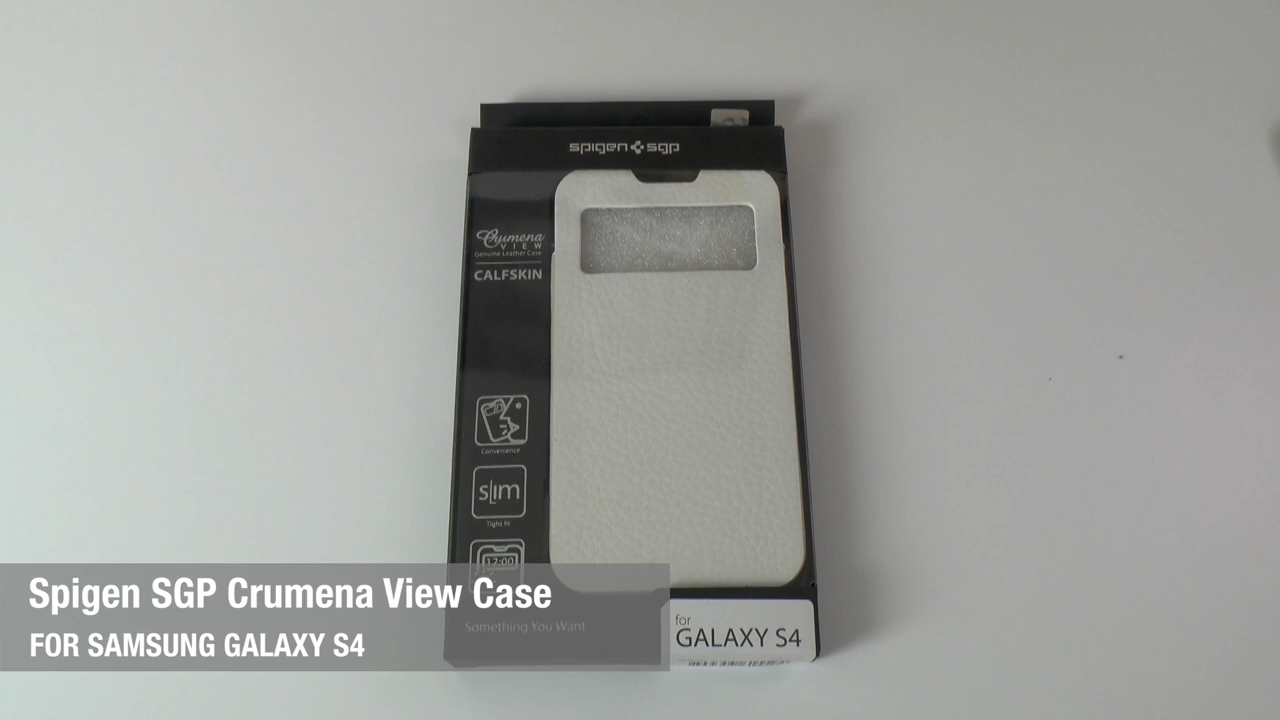 spigen sgp
Crumena
VIEW
Genuine Leather Case
CALFSKIN
Convenience
slim
Tight fit
12:00
Spigen SGP Crumena View Case
FOR SAMSUNG GALAXY S4
Something You Want
for
GALAXY S4